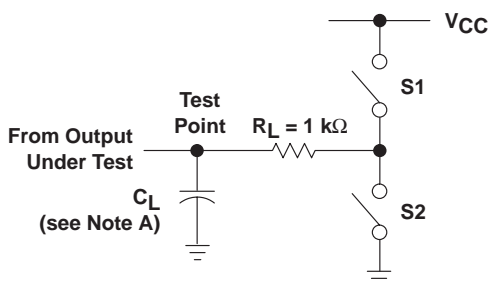 VCC
S1
Test
Point
RL = 1 kΩ
From Output
Under Test
CL
(see Note A)
S2